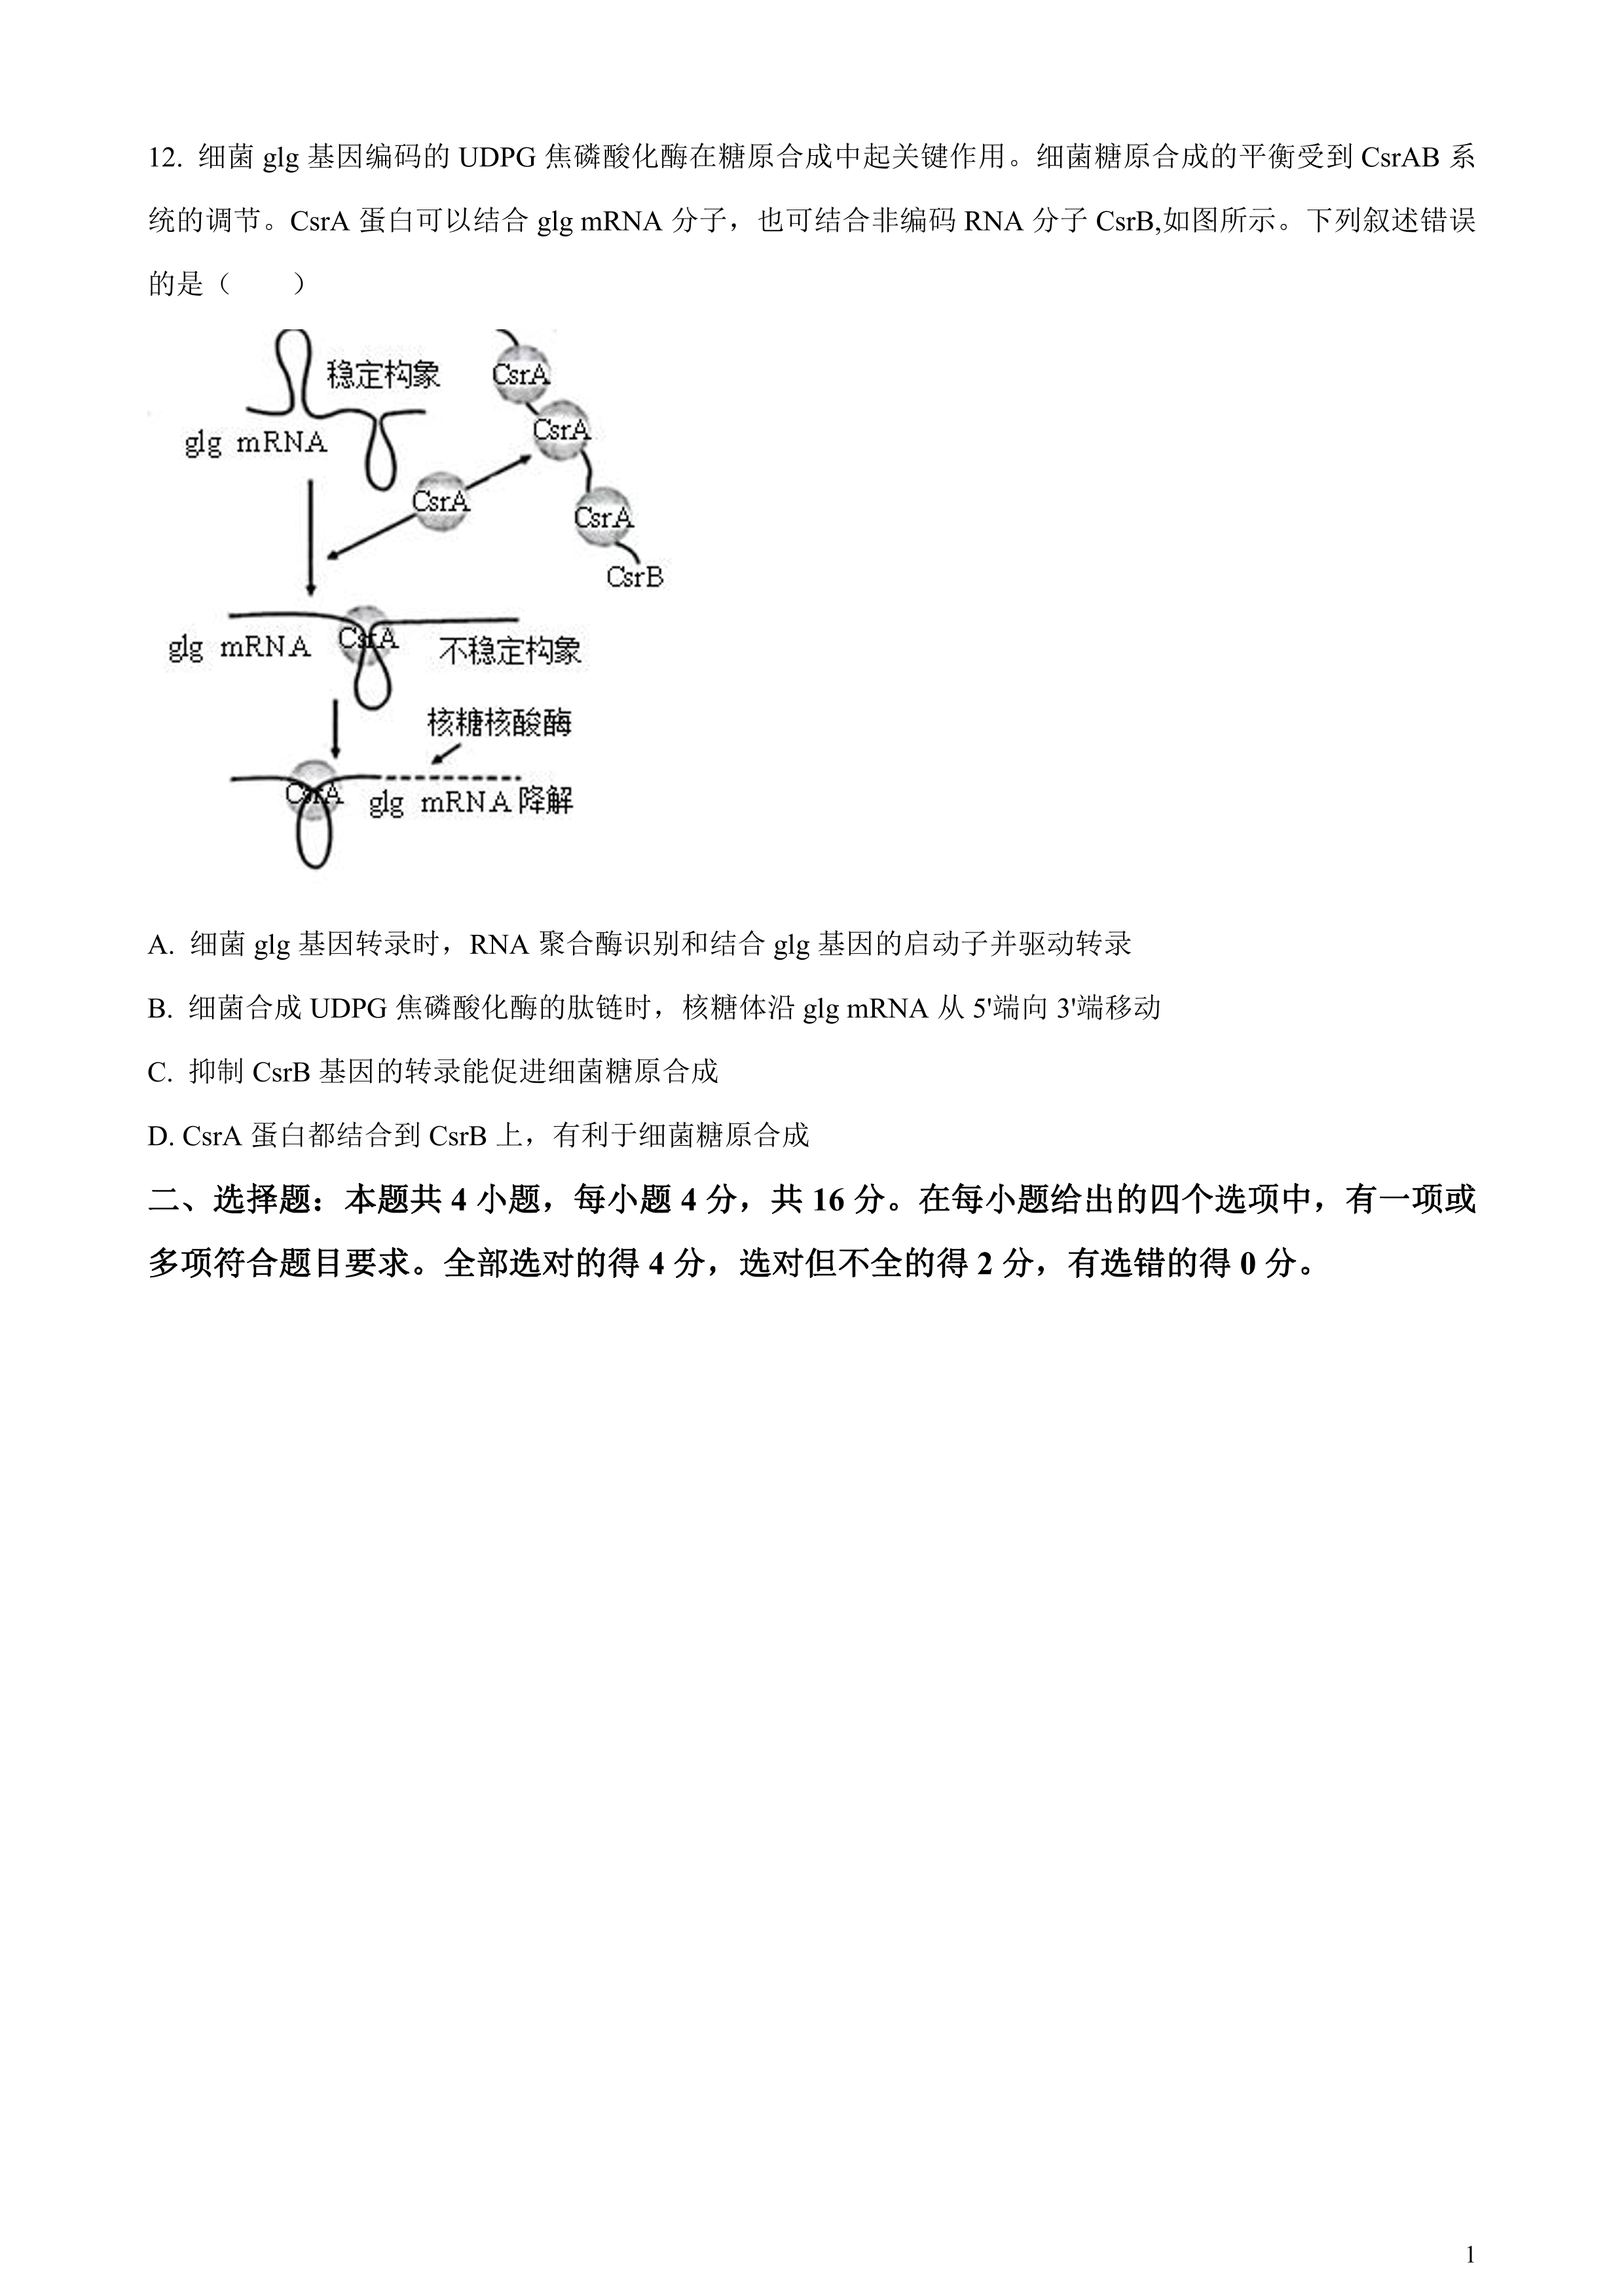 12. 细菌 glg 基因编码的 UDPG 焦磷酸化酶在糖原合成中起关键作用。细菌糖原合成的平衡受到 CsrAB 系
统的调节。CsrA 蛋白可以结合 glg mRNA 分子，也可结合非编码 RNA 分子 CsrB,如图所示。下列叙述错误
的是（　　）
稳定构象
CsrA
glg mRNA
CsrA
CsrA
CsrA
CsrB
glg mRNA
CsrA
不稳定构象
核糖核酸酶
CsrA
glg mRNA 降解
A. 细菌 glg 基因转录时，RNA 聚合酶识别和结合 glg 基因的启动子并驱动转录
B. 细菌合成 UDPG 焦磷酸化酶的肽链时，核糖体沿 glg mRNA 从 5'端向 3'端移动
C. 抑制 CsrB 基因的转录能促进细菌糖原合成
D. CsrA 蛋白都结合到 CsrB 上，有利于细菌糖原合成
二、选择题：本题共 4 小题，每小题 4 分，共 16 分。在每小题给出的四个选项中，有一项或
多项符合题目要求。全部选对的得 4 分，选对但不全的得 2 分，有选错的得 0 分。
1